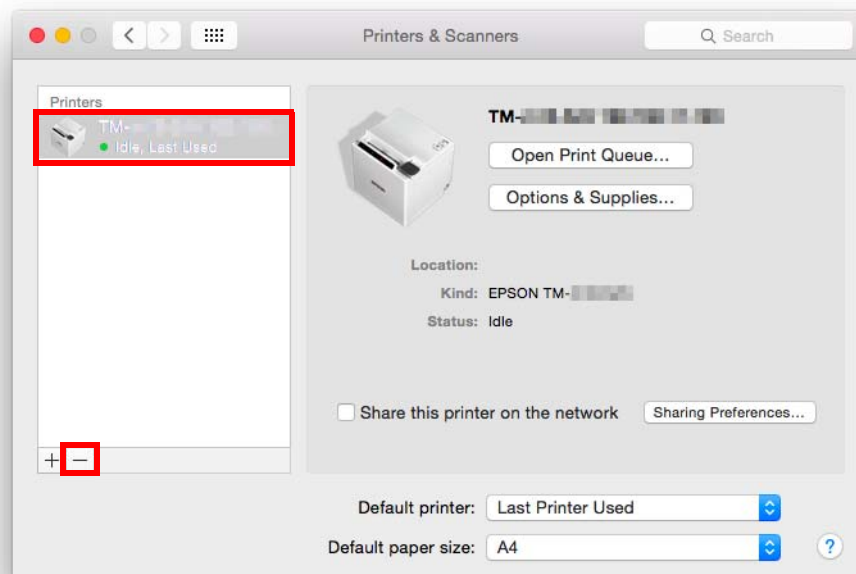 Printers & Scanners
Search
Printers
TM-
Idle, Last Used
TM-
Open Print Queue...
Options & Supplies...
EPSON
Location:
Kind: EPSON TM-
Status: Idle
Share this printer on the network
Sharing Preferences...
+ −
Default printer: Last Printer Used
Default paper size: A4
?